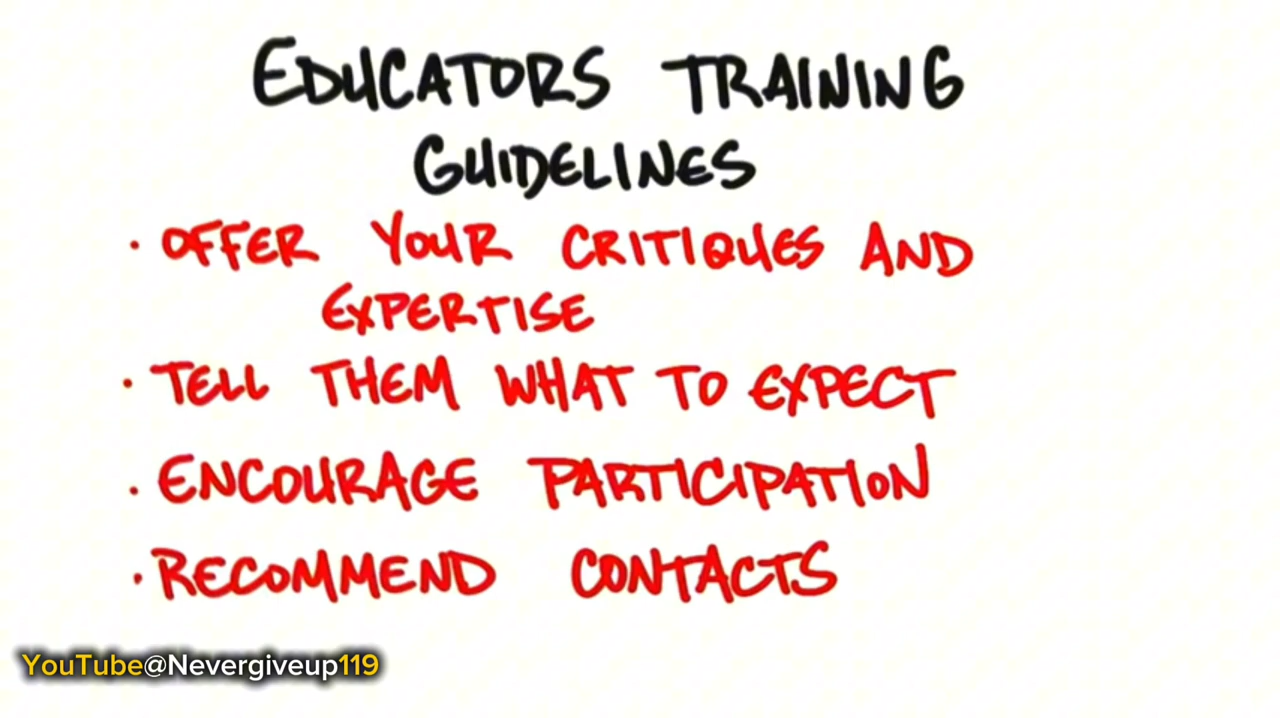 EDUCATORS TRAINING
GUIDELINES
· OFFER YOUR CRITIQUES AND
EXPERTISE
· TELL THEM WHAT TO EXPECT
· ENCOURAGE PARTICIPATION
· RECOMMEND CONTACTS
YouTube@Nevergiveup119